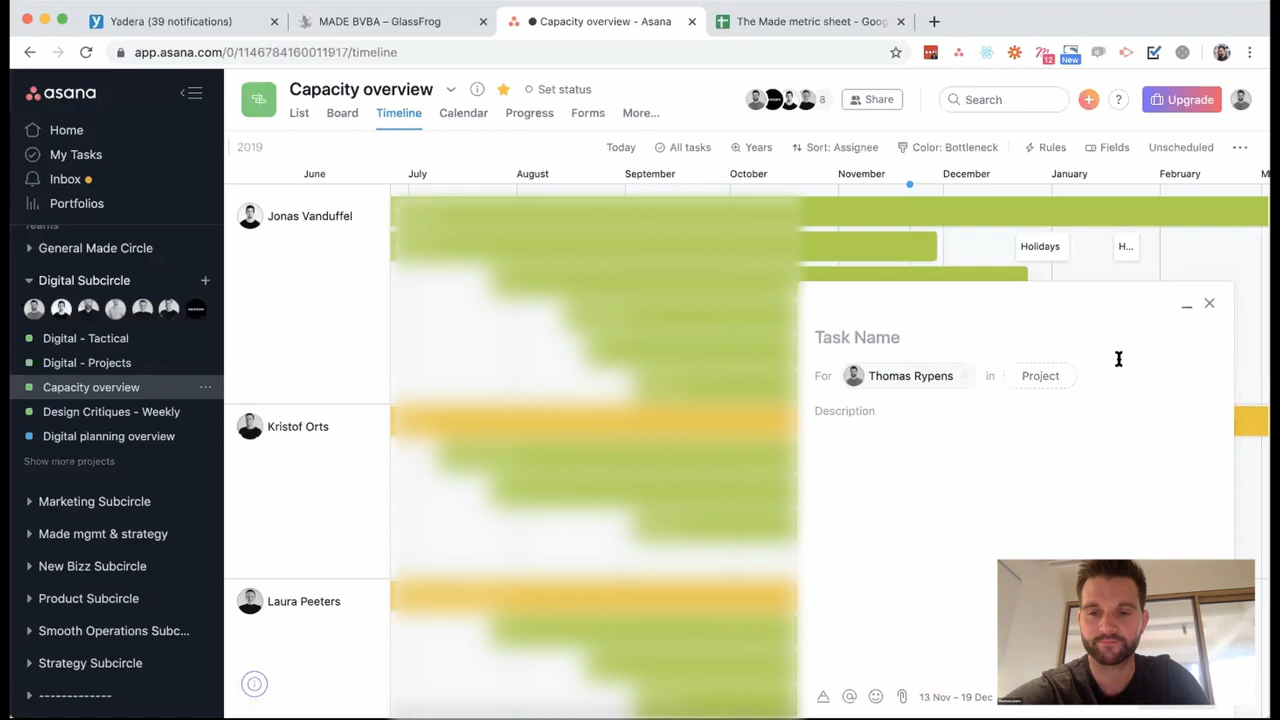 Yadera (39 notifications)
MADE BVBA – GlassFrog
Capacity overview - Asana
The Made metric sheet - Goog
app.asana.com/0/1146784160011917/timeline
12
New
asana
Home
My Tasks
Inbox
Portfolios
Teams
General Made Circle
Digital Subcircle
Digital - Tactical
Digital - Projects
Capacity overview
Design Critiques - Weekly
Digital planning overview
Show more projects
Marketing Subcircle
Made mgmt & strategy
New Bizz Subcircle
Product Subcircle
Smooth Operations Subc...
Strategy Subcircle
-------------
Capacity overview
Set status
List
Board
Timeline
Calendar
Progress
Forms
More...
8
Share
Search
?
Upgrade
2019
Today
All tasks
Years
Sort: Assignee
Color: Bottleneck
Rules
Fields
Unscheduled
June
July
August
September
October
November
December
January
February
M
Jonas Vanduffel
Holidays
H...
Kristof Orts
Laura Peeters
Task Name
For
Thomas Rypens
in
Project
Description
13 Nov – 19 Dec